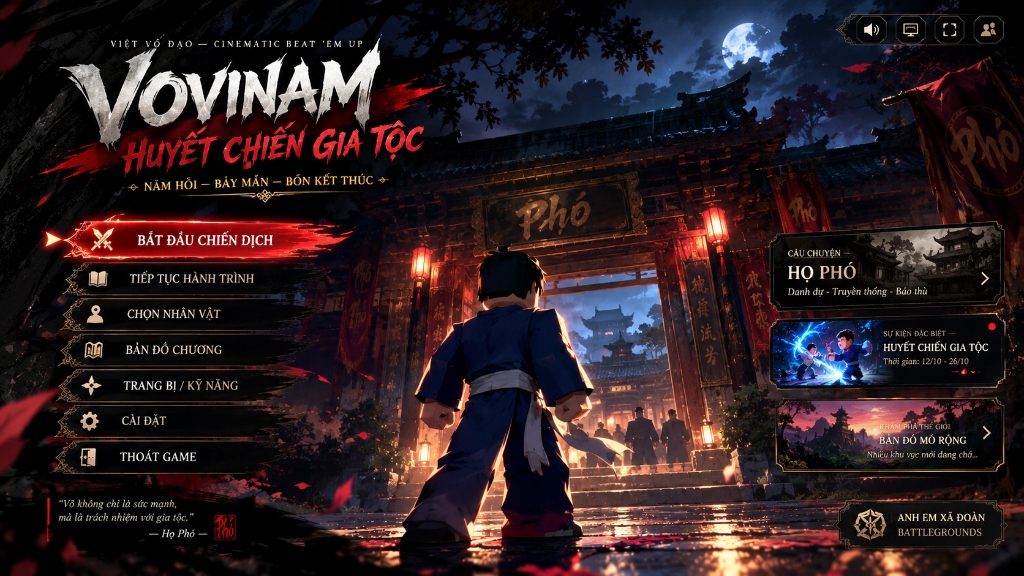 VIỆT VÕ ĐẠO — CINEMATIC BEAT 'EM UP
VOVINAM
HUYẾT CHIẾN GIA TỘC
NĂM HỒI — BẢY MẠN — BỐN KẾT THÚC
BẮT ĐẦU CHIẾN DỊCH
TIẾP TỤC HÀNH TRÌNH
CHỌN NHÂN VẬT
BẢN ĐỒ CHƯƠNG
TRANG BỊ / KỸ NĂNG
CÀI ĐẶT
THOÁT GAME
"Võ không chỉ là sức mạnh,
mà là trách nhiệm với gia tộc."
— Họ Phó —
Phó
Phó
Phó
Phó
CÂU CHUYỆN —
HỌ PHÓ
Danh dự - Truyền thống - Báo thù
SỰ KIỆN ĐẶC BIỆT —
HUYẾT CHIẾN GIA TỘC
Thời gian: 12/10 - 26/10
KHÁM PHÁ THẾ GIỚI
BẢN ĐỒ MỞ RỘNG
Nhiều khu vực mới đang chờ...
ANH EM XÃ ĐOÀN
BATTLEGROUNDS